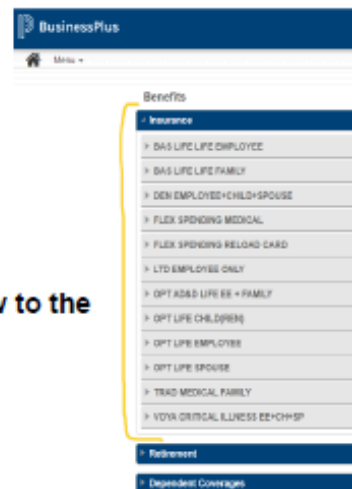 BusinessPlus
Menu
Benefits
Insurance
BAS LIFE LIFE EMPLOYEE
BAS LIFE LIFE FAMILY
DEN EMPLOYEE+CHILD+SPOUSE
FLEX SPENDING MEDICAL
FLEX SPENDING RELOAD CARD
LTD EMPLOYEE ONLY
OPT AD&D LIFE EE + FAMILY
to the
OPT LIFE CHILD(REN)
OPT LIFE EMPLOYEE
OPT LIFE SPOUSE
TRAD MEDICAL FAMILY
VOYA CRITICAL ILLNESS EE+CH+SP
Retirement
Dependent Coverages